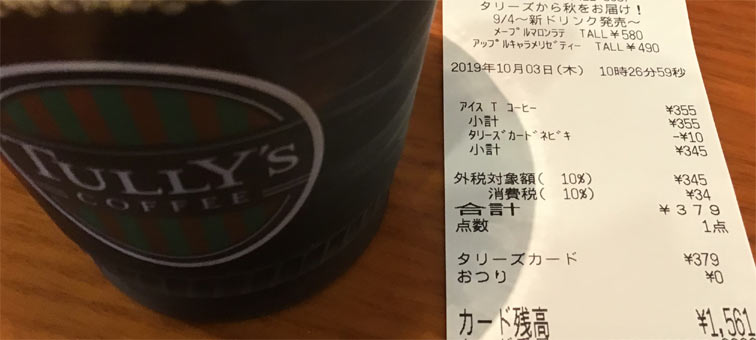 TULLY'S
COFFEE
タリーズから秋をお届け!
9/4~新ドリンク発売~
メープルマロンラテ TALL¥580
アップルキャラメリゼティー TALL¥490
2019年10月03日(木) 10時26分59秒
アイス T コーヒー ¥355
小計 ¥355
タリーズカードネビキ -¥10
小計 ¥345
外税対象額( 10%) ¥345
消費税( 10%) ¥34
合計 ¥379
点数 1点
タリーズカード ¥379
おつり ¥0
カード残高 ¥1,561